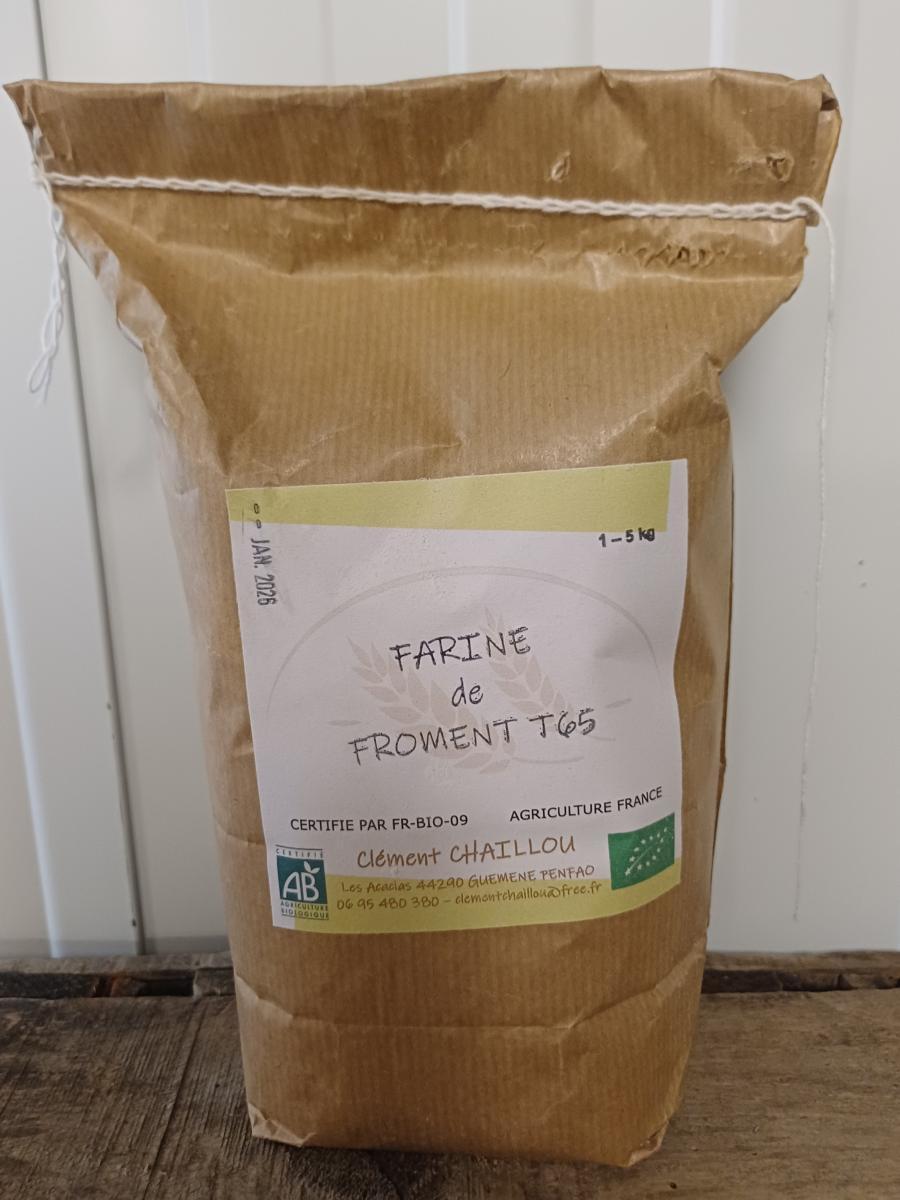 JAN. 2026
1-5 kg
FARINE
de
FROMENT T65
CERTIFIE PAR FR-BIO-09
AGRICULTURE FRANCE
CERTIFIÉ
AB
AGRICULTURE
BIOLOGIQUE
Clément CHAILLOU
Les Acacias 44290 GUEMENE PENFAO
06 95 480 380 - clementchaillou@free.fr